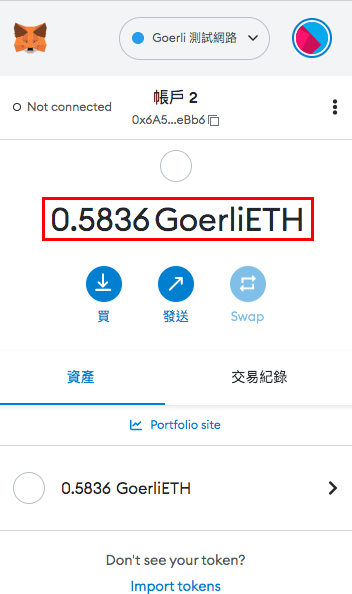 Goerli 測試網路
Not connected
帳戶 2
0x6A5...eBb6
0.5836 GoerliETH
買
發送
Swap
資產
交易紀錄
Portfolio site
0.5836 GoerliETH
Don't see your token?
Import tokens